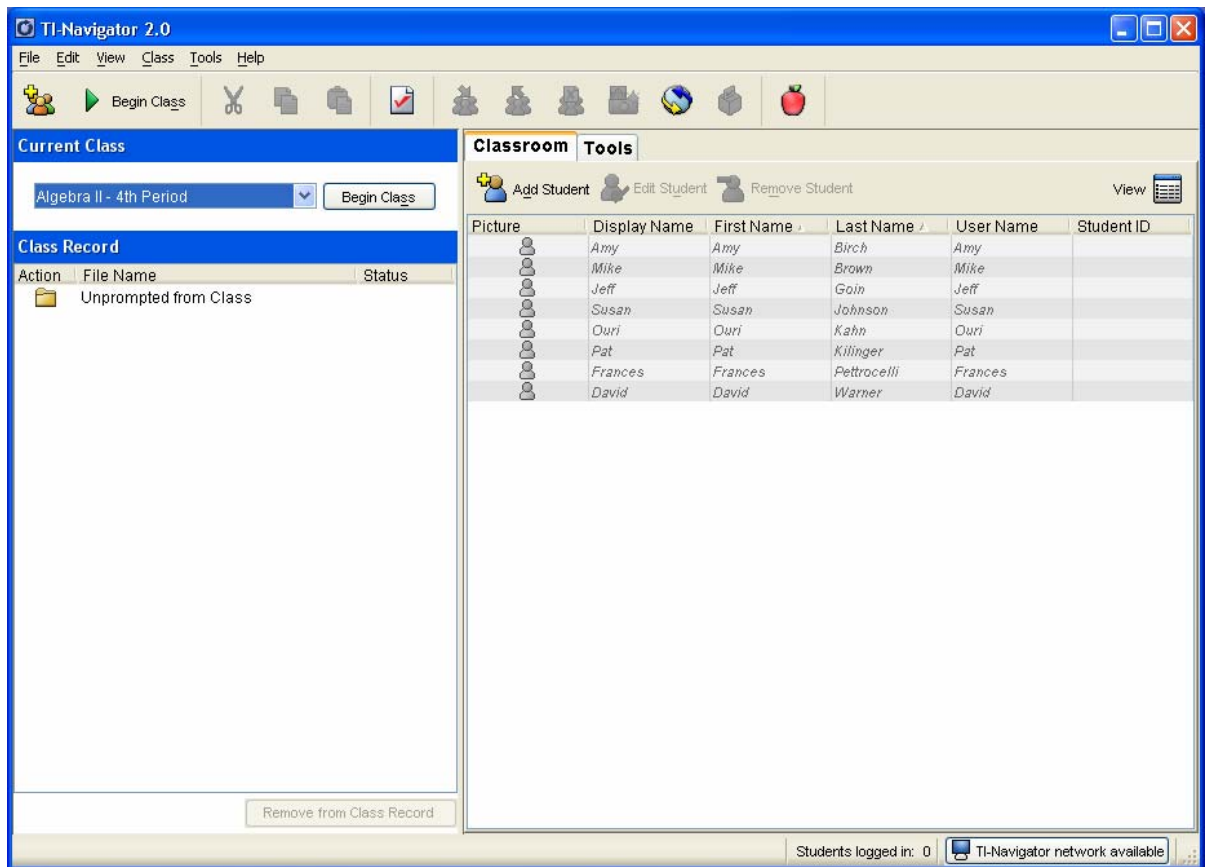 TI-Navigator 2.0
File Edit View Class Tools Help
Begin Class
Current Class
Algebra II - 4th Period
Begin Class
Class Record
Action File Name Status
Unprompted from Class
Remove from Class Record
Classroom Tools
Add Student Edit Student Remove Student View
Picture Display Name First Name Last Name User Name Student ID
Amy Amy Birch Amy
Mike Mike Brown Mike
Jeff Jeff Goin Jeff
Susan Susan Johnson Susan
Ouri Ouri Kahn Ouri
Pat Pat Kilinger Pat
Frances Frances Pettrocelli Frances
David David Warner David
Students logged in: 0 TI-Navigator network available